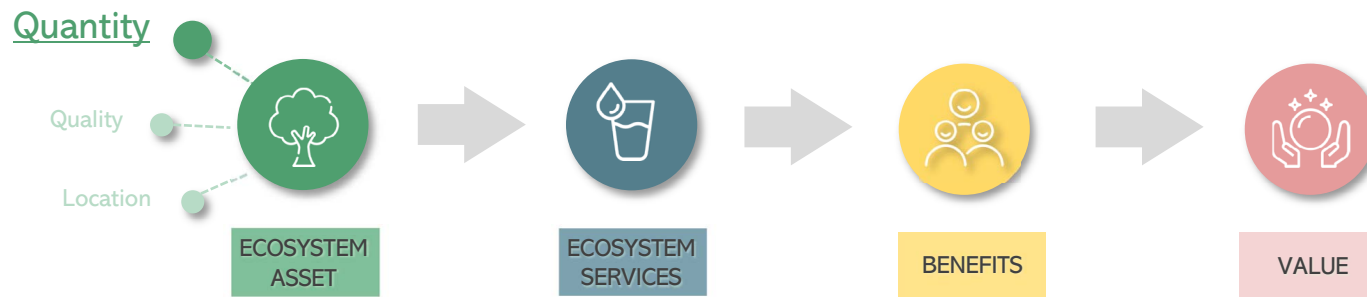 Quantity
Quality
Location
ECOSYSTEM
ASSET
ECOSYSTEM
SERVICES
BENEFITS
VALUE